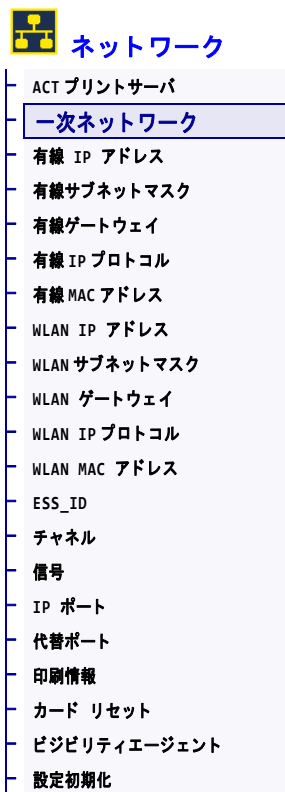 ネットワーク
ACT プリントサーバ
一次ネットワーク
有線 IP アドレス
有線サブネットマスク
有線ゲートウェイ
有線 IP プロトコル
有線 MAC アドレス
WLAN IP アドレス
WLAN サブネットマスク
WLAN ゲートウェイ
WLAN IP プロトコル
WLAN MAC アドレス
ESS_ID
チャネル
信号
IP ポート
代替ポート
印刷情報
カード リセット
ビジビリティエージェント
設定初期化